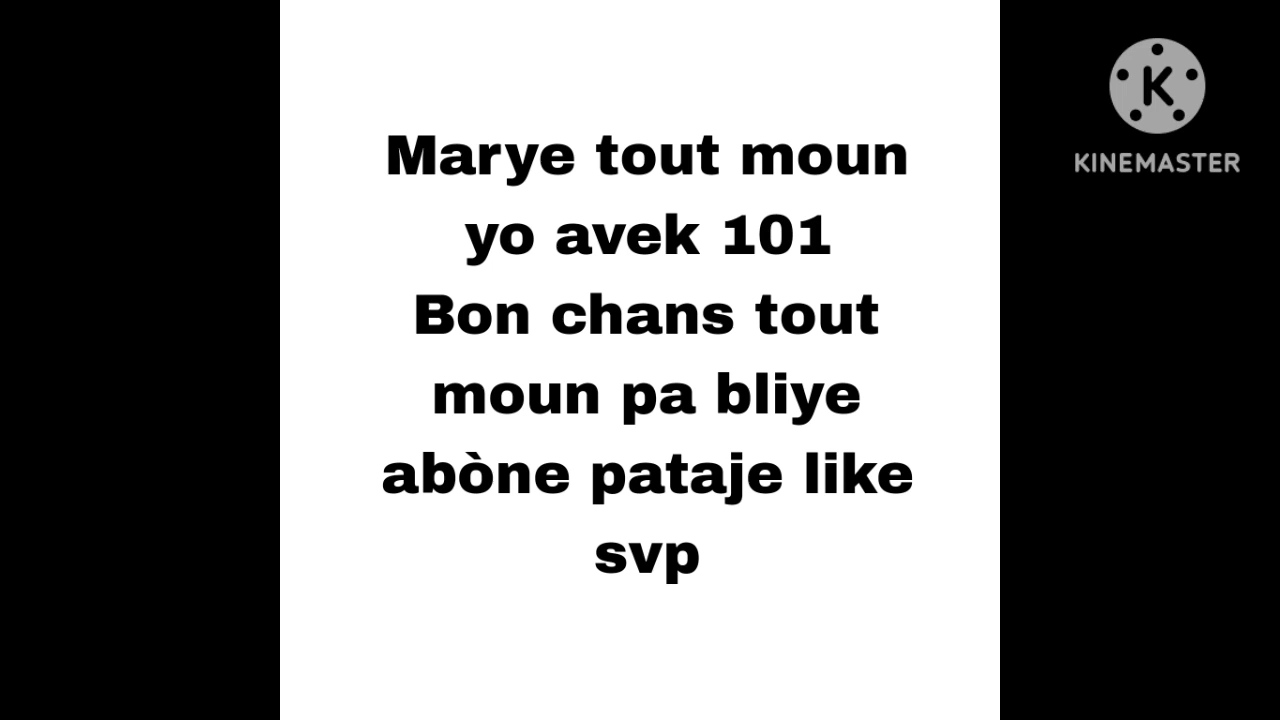 Marye tout moun
yo avek 101
Bon chans tout
moun pa bliye
abòne pataje like
svp
K
KINEMASTER